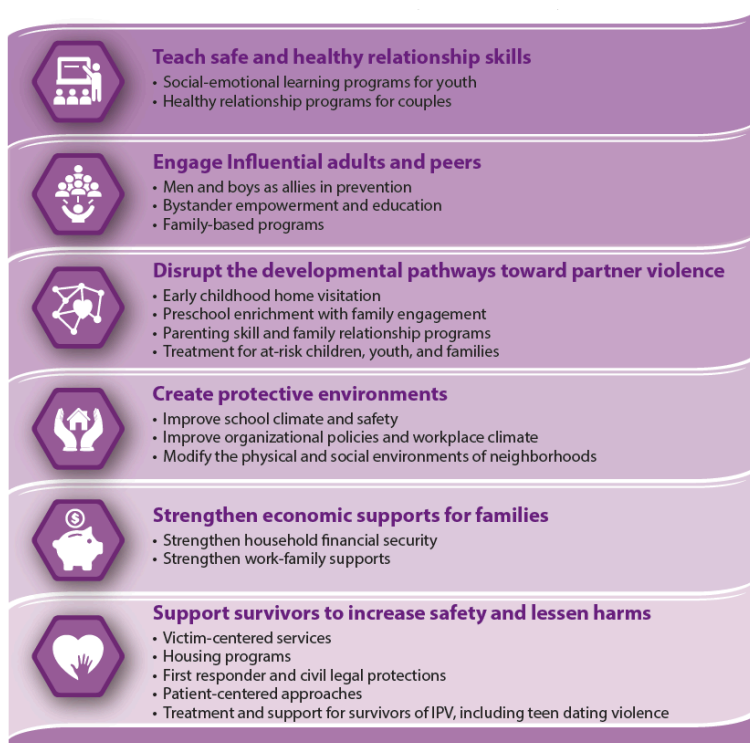 Teach safe and healthy relationship skills
• Social-emotional learning programs for youth
• Healthy relationship programs for couples
Engage Influential adults and peers
• Men and boys as allies in prevention
• Bystander empowerment and education
• Family-based programs
Disrupt the developmental pathways toward partner violence
• Early childhood home visitation
• Preschool enrichment with family engagement
• Parenting skill and family relationship programs
• Treatment for at-risk children, youth, and families
Create protective environments
• Improve school climate and safety
• Improve organizational policies and workplace climate
• Modify the physical and social environments of neighborhoods
$
Strengthen economic supports for families
• Strengthen household financial security
• Strengthen work-family supports
Support survivors to increase safety and lessen harms
• Victim-centered services
• Housing programs
• First responder and civil legal protections
• Patient-centered approaches
• Treatment and support for survivors of IPV, including teen dating violence